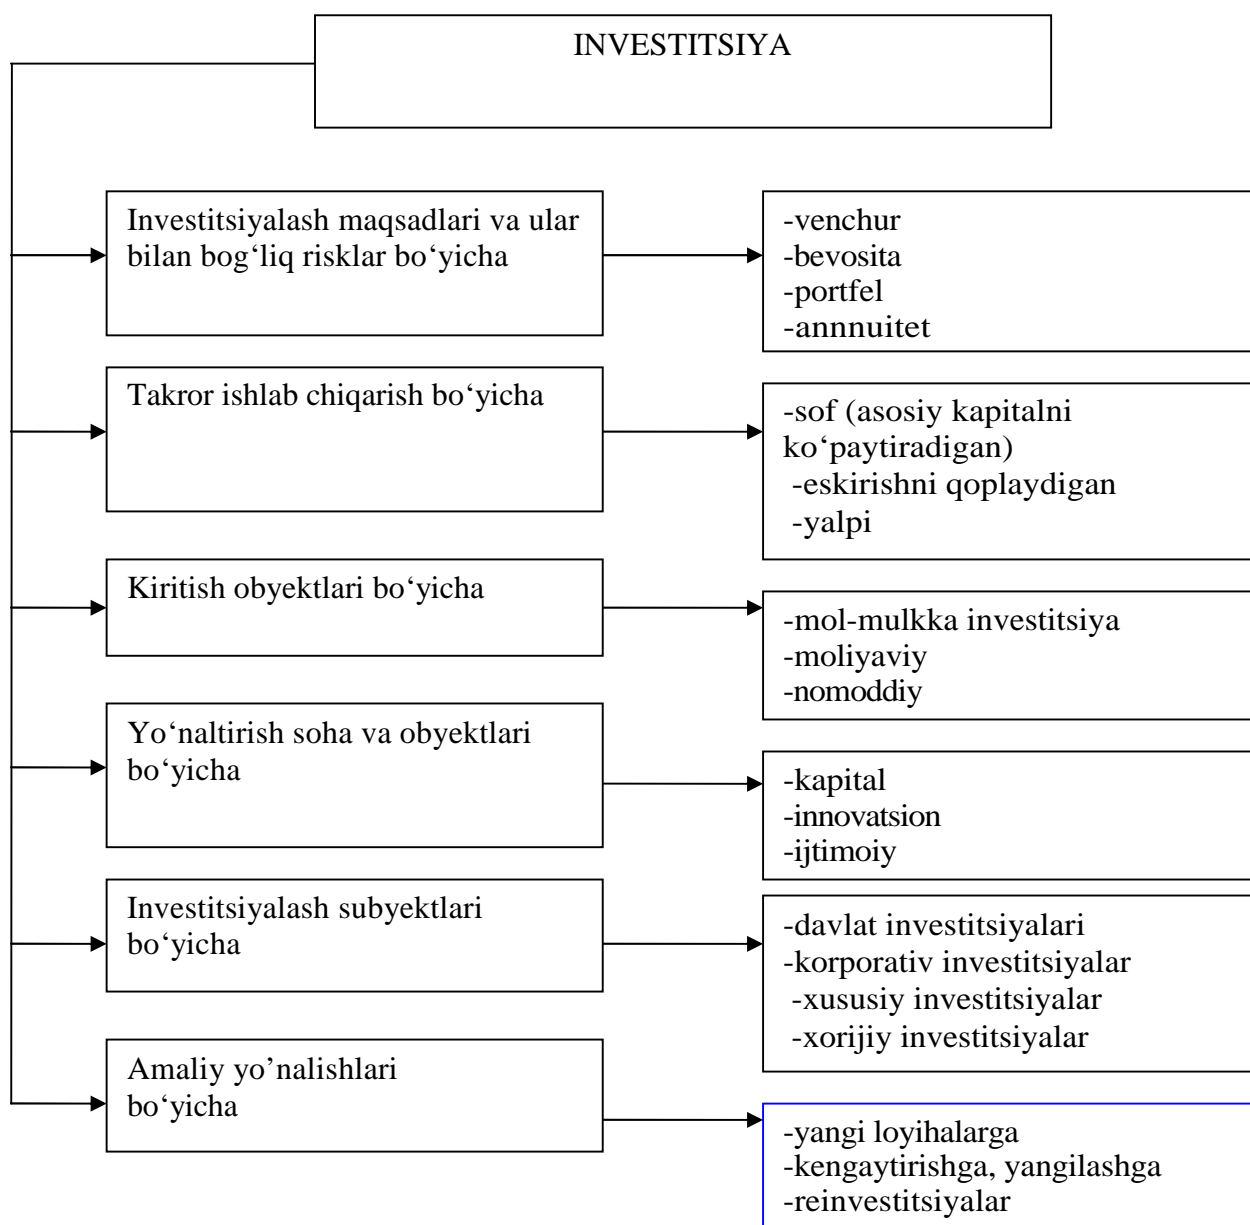 INVESTITSIYA
Investitsiyalash maqsadlari va ular
bilan bog‘liq risklar bo‘yicha
-venchur
-bevosita
-portfel
-annnuitet
Takror ishlab chiqarish bo‘yicha
-sof (asosiy kapitalni
ko‘paytiradigan)
-eskirishni qoplaydigan
-yalpi
Kiritish obyektlari bo‘yicha
-mol-mulkka investitsiya
-moliyaviy
-nomoddiy
Yo‘naltirish soha va obyektlari
bo‘yicha
-kapital
-innovatsion
-ijtimoiy
Investitsiyalash subyektlari
bo‘yicha
-davlat investitsiyalari
-korporativ investitsiyalar
-xususiy investitsiyalar
-xorijiy investitsiyalar
Amaliy yo’nalishlari
bo‘yicha
-yangi loyihalarga
-kengaytirishga, yangilashga
-reinvestitsiyalar